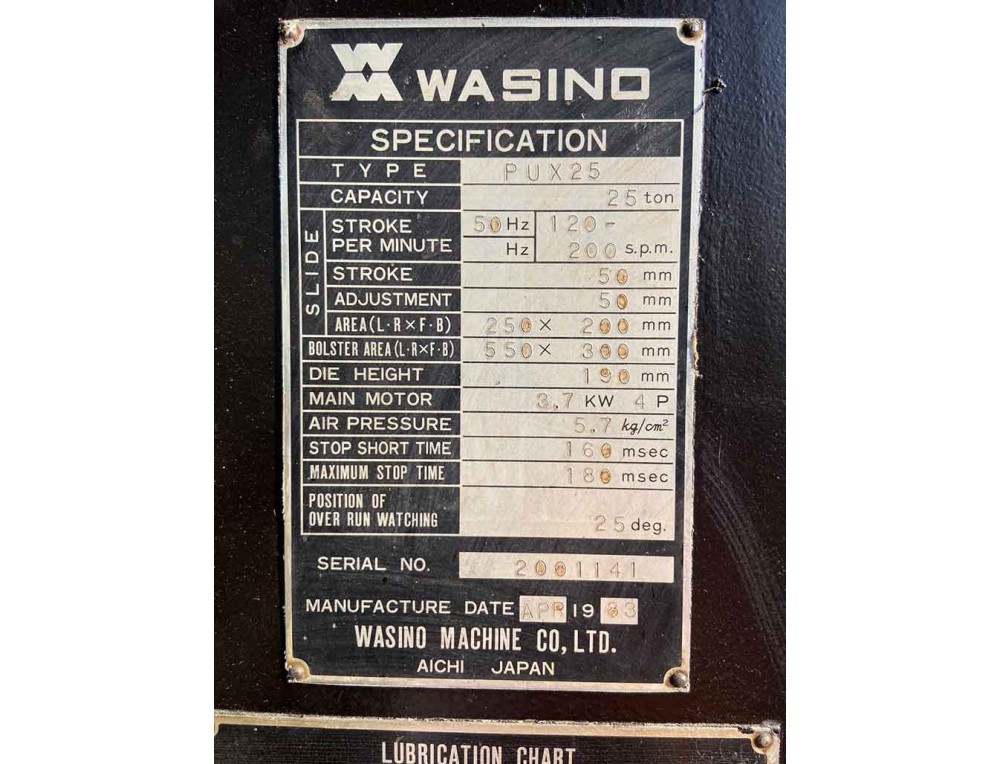 WASINO
SPECIFICATION
TYPE PUX25
CAPACITY 25 ton
SLIDE
STROKE PER MINUTE 50 Hz 120-
Hz 200 s.p.m.
STROKE 50 mm
ADJUSTMENT 50 mm
AREA (L·R×F·B) 250 × 200 mm
BOLSTER AREA (L·R×F·B) 550 × 300 mm
DIE HEIGHT 190 mm
MAIN MOTOR 3.7 KW 4 P
AIR PRESSURE 5.7 kg/cm²
STOP SHORT TIME 160 msec
MAXIMUM STOP TIME 180 msec
POSITION OF
OVER RUN WATCHING 25 deg.
SERIAL NO. 2001141
MANUFACTURE DATE APR 19 83
WASINO MACHINE CO., LTD.
AICHI JAPAN
LUBRICATION CHART